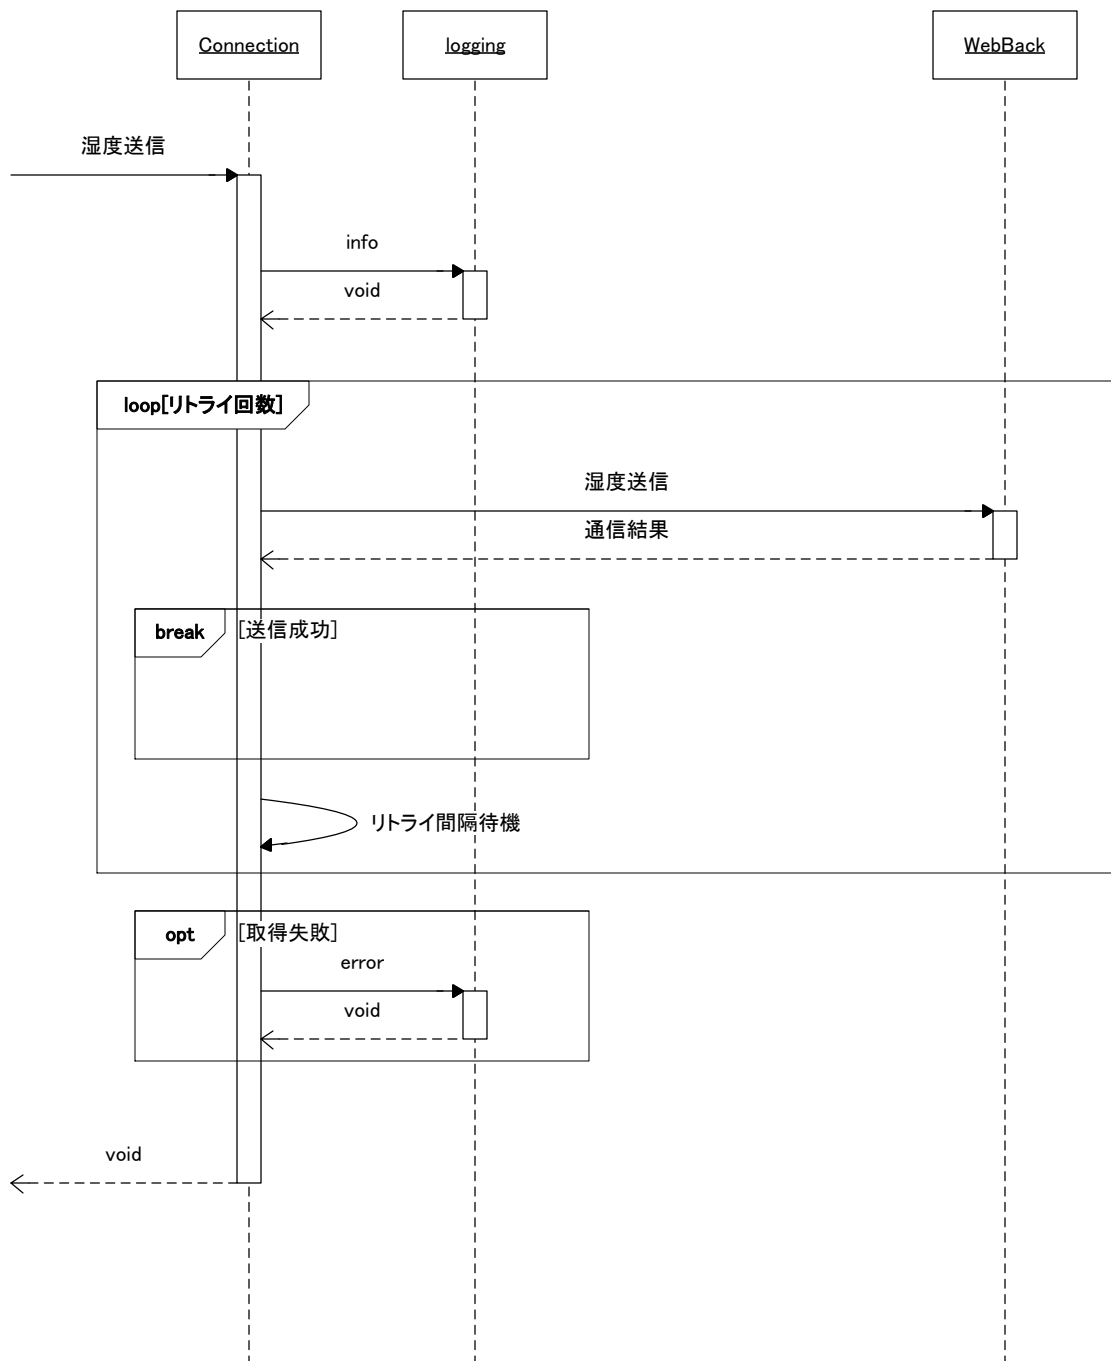 Connection
logging
WebBack
湿度送信
info
void
loop[リトライ回数]
湿度送信
通信結果
break
[送信成功]
リトライ間隔待機
opt
[取得失敗]
error
void
void